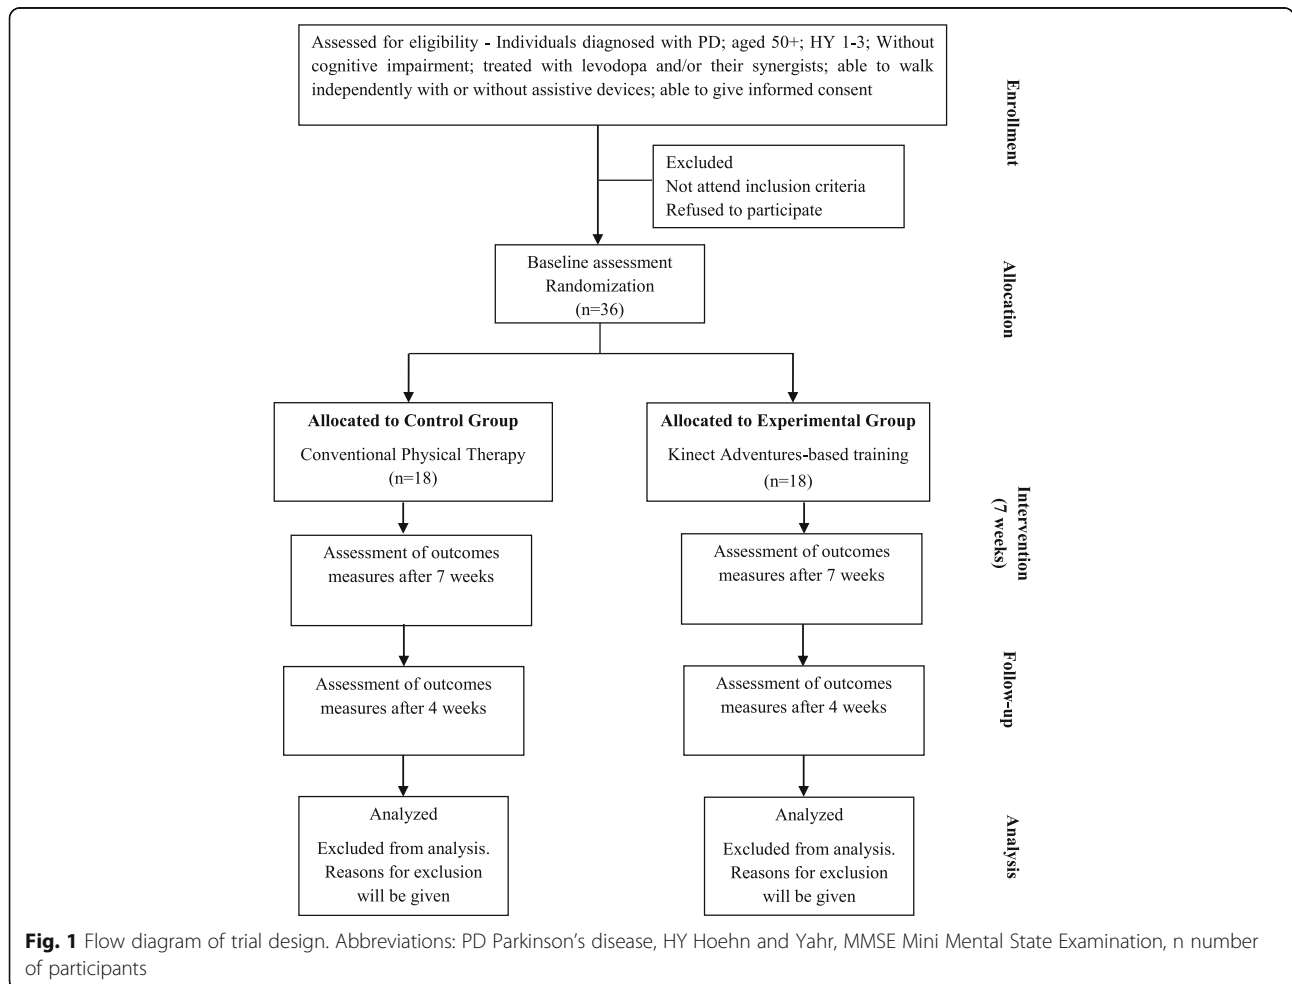 Assessed for eligibility - Individuals diagnosed with PD; aged 50+; HY 1-3; Without
cognitive impairment; treated with levodopa and/or their synergists; able to walk
independently with or without assistive devices; able to give informed consent
Enrollment
Excluded
Not attend inclusion criteria
Refused to participate
Baseline assessment
Randomization
(n=36)
Allocation
Allocated to Control Group
Conventional Physical Therapy
(n=18)
Allocated to Experimental Group
Kinect Adventures-based training
(n=18)
Intervention
(7 weeks)
Assessment of outcomes
measures after 7 weeks
Assessment of outcomes
measures after 7 weeks
Follow-up
Assessment of outcomes
measures after 4 weeks
Assessment of outcomes
measures after 4 weeks
Analysis
Analyzed
Excluded from analysis.
Reasons for exclusion
will be given
Analyzed
Excluded from analysis.
Reasons for exclusion
will be given
Fig. 1 Flow diagram of trial design. Abbreviations: PD Parkinson's disease, HY Hoehn and Yahr, MMSE Mini Mental State Examination, n number
of participants